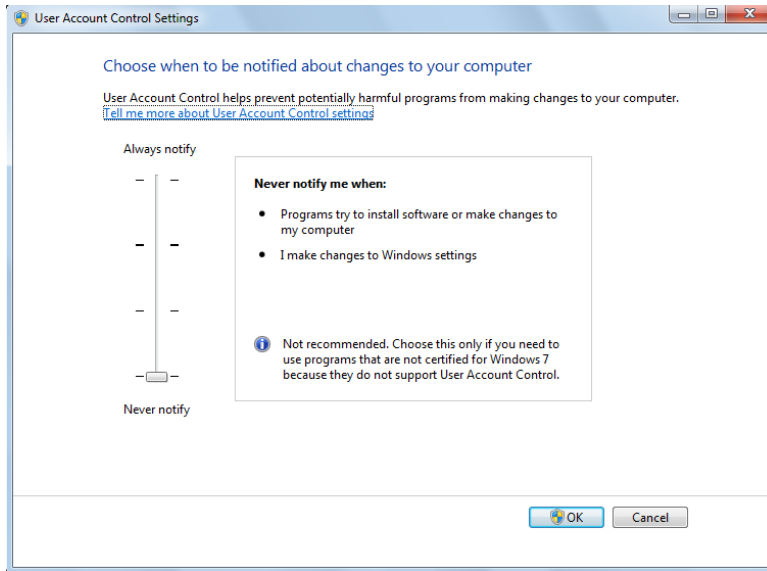 User Account Control Settings
Choose when to be notified about changes to your computer
User Account Control helps prevent potentially harmful programs from making changes to your computer.
Tell me more about User Account Control settings
Always notify
Never notify me when:
Programs try to install software or make changes to
my computer
I make changes to Windows settings
Not recommended. Choose this only if you need to
use programs that are not certified for Windows 7
because they do not support User Account Control.
Never notify
OK
Cancel